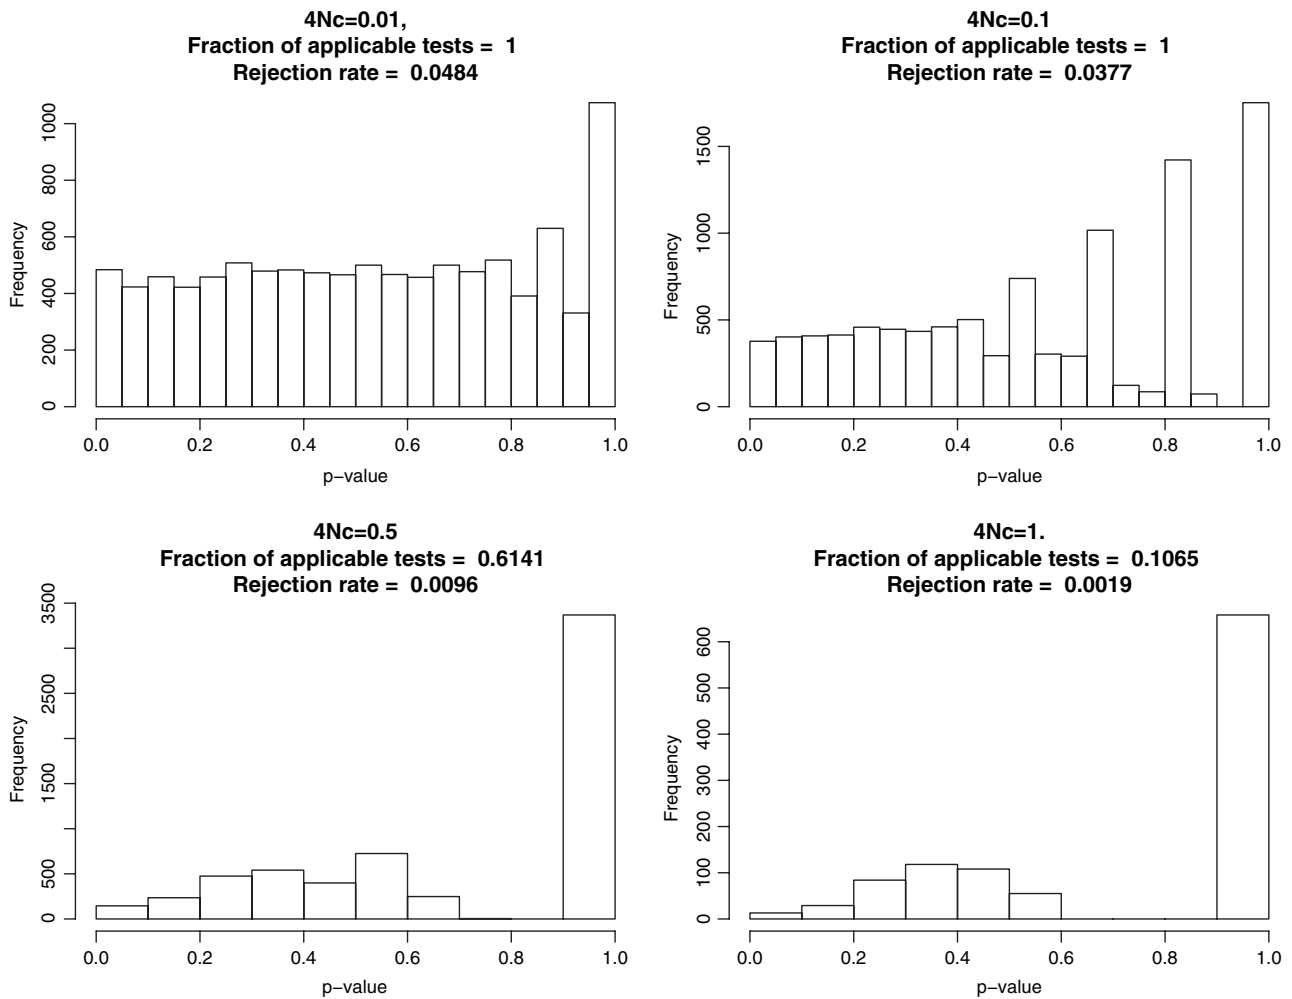 4Nc=0.01,
Fraction of applicable tests = 1
Rejection rate = 0.0484
Frequency
0
200
400
600
800
1000
0.0 0.2 0.4 0.6 0.8 1.0
p−value
4Nc=0.1
Fraction of applicable tests = 1
Rejection rate = 0.0377
Frequency
0
500
1000
1500
0.0 0.2 0.4 0.6 0.8 1.0
p−value
4Nc=0.5
Fraction of applicable tests = 0.6141
Rejection rate = 0.0096
Frequency
0
500
1500
2500
3500
0.0 0.2 0.4 0.6 0.8 1.0
p−value
4Nc=1.
Fraction of applicable tests = 0.1065
Rejection rate = 0.0019
Frequency
0
100
200
300
400
500
600
0.0 0.2 0.4 0.6 0.8 1.0
p−value